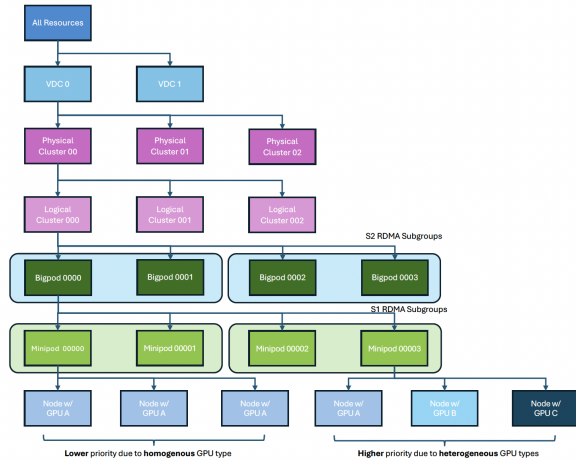 All Resources
VDC 0
VDC 1
Physical
Cluster 00
Physical
Cluster 01
Physical
Cluster 02
Logical
Cluster 000
Logical
Cluster 001
Logical
Cluster 002
S2 RDMA Subgroups
Bigpod 0000
Bigpod 0001
Bigpod 0002
Bigpod 0003
S1 RDMA Subgroups
Minipod 00000
Minipod 00001
Minipod 00002
Minipod 00003
Node w/
GPU A
Node w/
GPU A
Node w/
GPU A
Node w/
GPU A
Node w/
GPU B
Node w/
GPU C
Lower priority due to homogenous GPU type
Higher priority due to heterogeneous GPU types